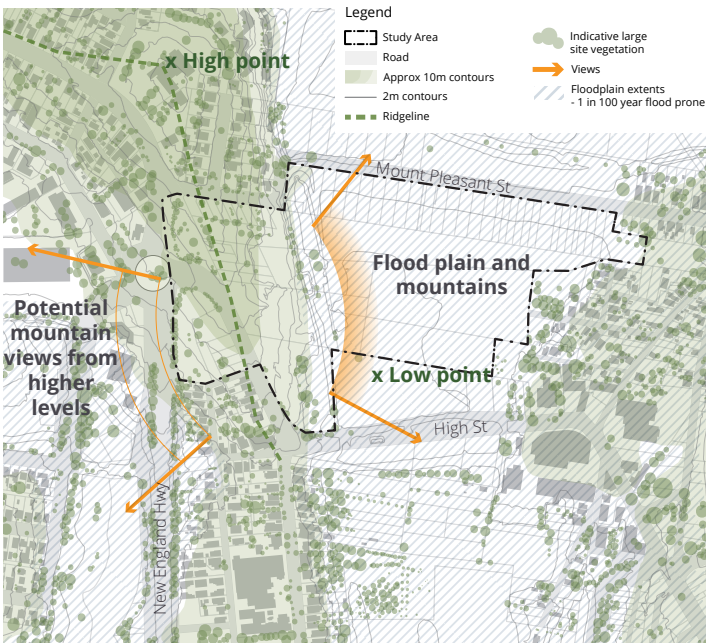 Legend
Study Area
Road
Approx 10m contours
2m contours
Ridgeline
Indicative large
site vegetation
Views
Floodplain extents
- 1 in 100 year flood prone
x High point
Mount Pleasant St
Flood plain and
mountains
Potential
mountain
views from
higher
levels
x Low point
High St
New England Hwy